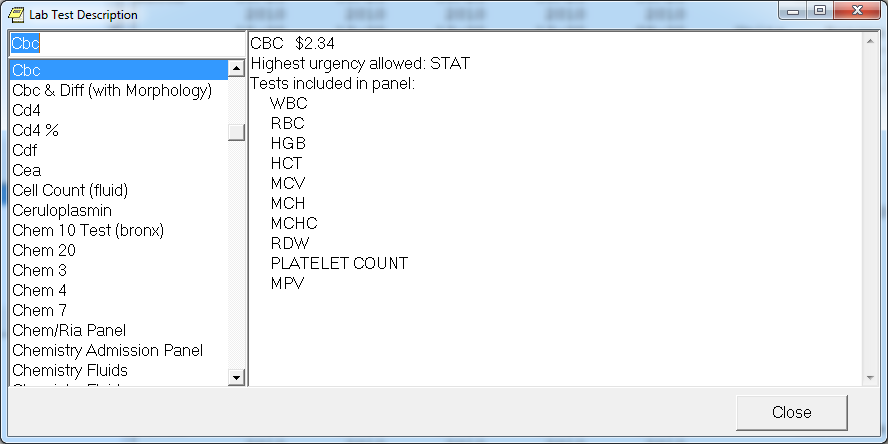 Lab Test Description
Cbc
Cbc
Cbc & Diff (with Morphology)
Cd4
Cd4 %
Cdf
Cea
Cell Count (fluid)
Ceruloplasmin
Chem 10 Test (bronx)
Chem 20
Chem 3
Chem 4
Chem 7
Chem/Ria Panel
Chemistry Admission Panel
Chemistry Fluids
CBC $2.34
Highest urgency allowed: STAT
Tests included in panel:
WBC
RBC
HGB
HCT
MCV
MCH
MCHC
RDW
PLATELET COUNT
MPV
Close